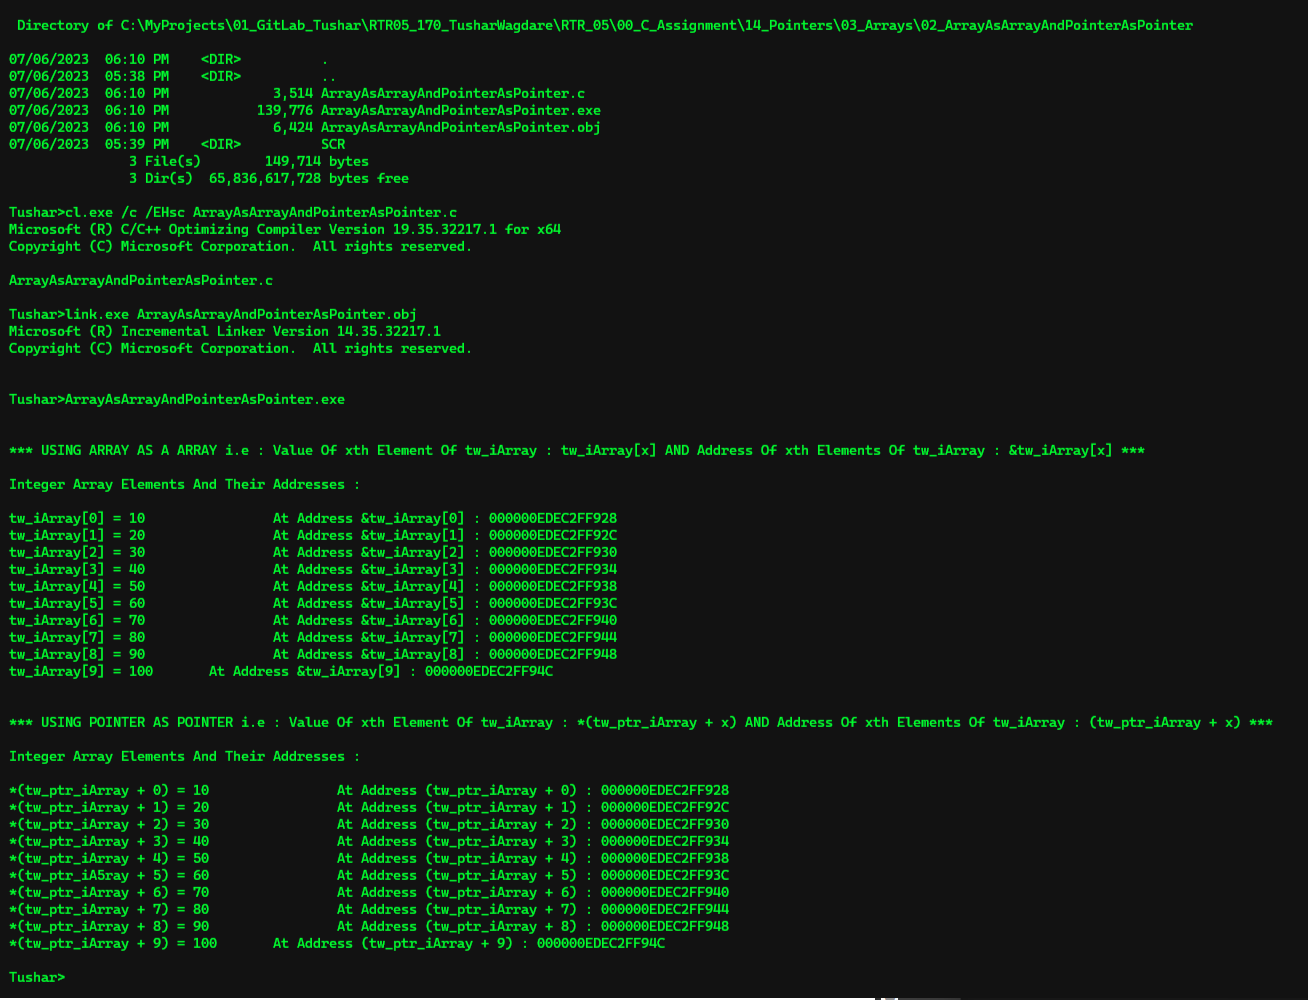 Directory of C:\MyProjects\01_GitLab_Tushar\RTR05_170_TusharWagdare\RTR_05\00_C_Assignment\14_Pointers\03_Arrays\02_ArrayAsArrayAndPointerAsPointer

07/06/2023  06:10 PM    <DIR>          .
07/06/2023  05:38 PM    <DIR>          ..
07/06/2023  06:10 PM             3,514 ArrayAsArrayAndPointerAsPointer.c
07/06/2023  06:10 PM           139,776 ArrayAsArrayAndPointerAsPointer.exe
07/06/2023  06:10 PM             6,424 ArrayAsArrayAndPointerAsPointer.obj
07/06/2023  05:39 PM    <DIR>          SCR
               3 File(s)        149,714 bytes
               3 Dir(s)  65,836,617,728 bytes free

Tushar>cl.exe /c /EHsc ArrayAsArrayAndPointerAsPointer.c
Microsoft (R) C/C++ Optimizing Compiler Version 19.35.32217.1 for x64
Copyright (C) Microsoft Corporation.  All rights reserved.

ArrayAsArrayAndPointerAsPointer.c

Tushar>link.exe ArrayAsArrayAndPointerAsPointer.obj
Microsoft (R) Incremental Linker Version 14.35.32217.1
Copyright (C) Microsoft Corporation.  All rights reserved.

Tushar>ArrayAsArrayAndPointerAsPointer.exe

*** USING ARRAY AS A ARRAY i.e : Value Of xth Element Of tw_iArray : tw_iArray[x] AND Address Of xth Elements Of tw_iArray : &tw_iArray[x] ***

Integer Array Elements And Their Addresses :

tw_iArray[0] = 10                At Address &tw_iArray[0] : 000000EDEC2FF928
tw_iArray[1] = 20                At Address &tw_iArray[1] : 000000EDEC2FF92C
tw_iArray[2] = 30                At Address &tw_iArray[2] : 000000EDEC2FF930
tw_iArray[3] = 40                At Address &tw_iArray[3] : 000000EDEC2FF934
tw_iArray[4] = 50                At Address &tw_iArray[4] : 000000EDEC2FF938
tw_iArray[5] = 60                At Address &tw_iArray[5] : 000000EDEC2FF93C
tw_iArray[6] = 70                At Address &tw_iArray[6] : 000000EDEC2FF940
tw_iArray[7] = 80                At Address &tw_iArray[7] : 000000EDEC2FF944
tw_iArray[8] = 90                At Address &tw_iArray[8] : 000000EDEC2FF948
tw_iArray[9] = 100       At Address &tw_iArray[9] : 000000EDEC2FF94C

*** USING POINTER AS POINTER i.e : Value Of xth Element Of tw_iArray : *(tw_ptr_iArray + x) AND Address Of xth Elements Of tw_iArray : (tw_ptr_iArray + x) ***

Integer Array Elements And Their Addresses :

*(tw_ptr_iArray + 0) = 10                At Address (tw_ptr_iArray + 0) : 000000EDEC2FF928
*(tw_ptr_iArray + 1) = 20                At Address (tw_ptr_iArray + 1) : 000000EDEC2FF92C
*(tw_ptr_iArray + 2) = 30                At Address (tw_ptr_iArray + 2) : 000000EDEC2FF930
*(tw_ptr_iArray + 3) = 40                At Address (tw_ptr_iArray + 3) : 000000EDEC2FF934
*(tw_ptr_iArray + 4) = 50                At Address (tw_ptr_iArray + 4) : 000000EDEC2FF938
*(tw_ptr_iA5ray + 5) = 60                At Address (tw_ptr_iArray + 5) : 000000EDEC2FF93C
*(tw_ptr_iArray + 6) = 70                At Address (tw_ptr_iArray + 6) : 000000EDEC2FF940
*(tw_ptr_iArray + 7) = 80                At Address (tw_ptr_iArray + 7) : 000000EDEC2FF944
*(tw_ptr_iArray + 8) = 90                At Address (tw_ptr_iArray + 8) : 000000EDEC2FF948
*(tw_ptr_iArray + 9) = 100       At Address (tw_ptr_iArray + 9) : 000000EDEC2FF94C

Tushar>